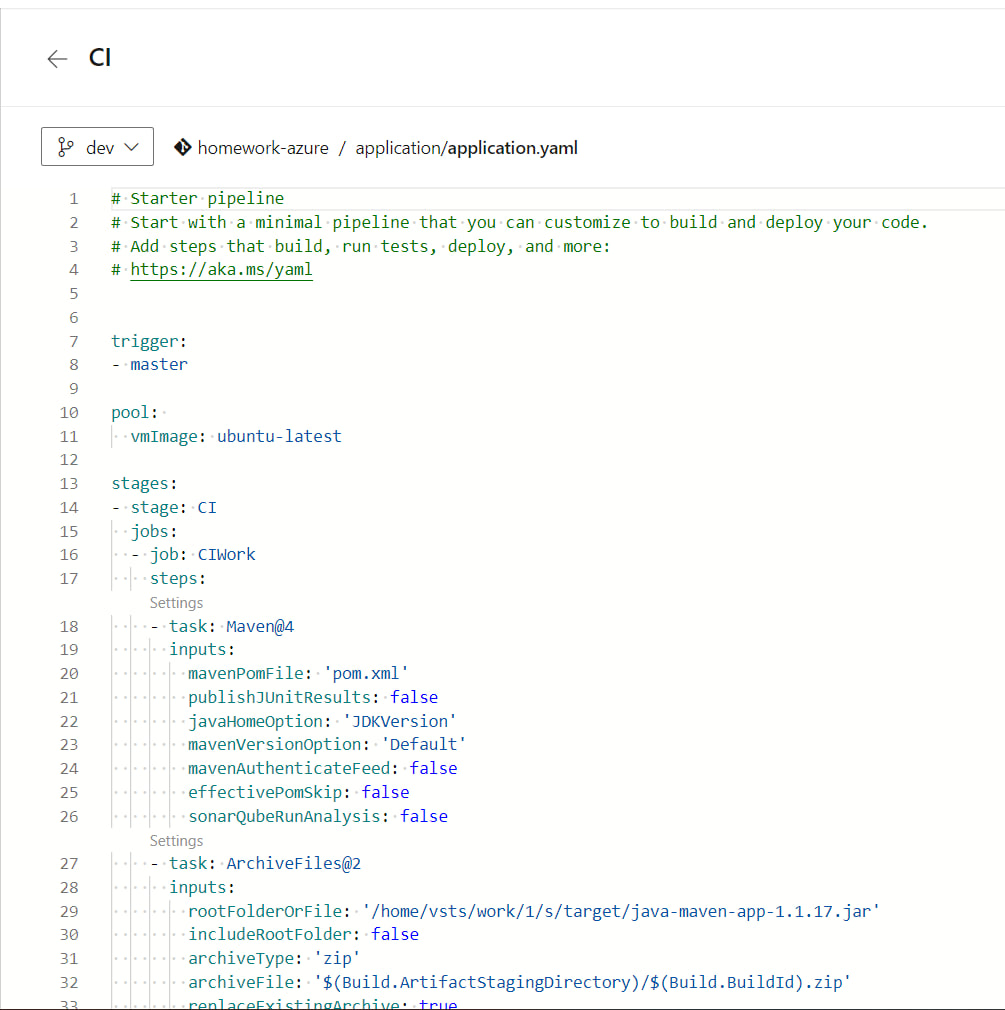 CI
dev homework-azure / application/application.yaml
1 # Starter pipeline
2 # Start with a minimal pipeline that you can customize to build and deploy your code.
3 # Add steps that build, run tests, deploy, and more:
4 # https://aka.ms/yaml
5
6
7 trigger:
8 - master
9
10 pool:
11   vmImage: ubuntu-latest
12
13 stages:
14 - stage: CI
15   jobs:
16   - job: CIWork
17     steps:
Settings
18     - task: Maven@4
19       inputs:
20         mavenPomFile: 'pom.xml'
21         publishJUnitResults: false
22         javaHomeOption: 'JDKVersion'
23         mavenVersionOption: 'Default'
24         mavenAuthenticateFeed: false
25         effectivePomSkip: false
26         sonarQubeRunAnalysis: false
Settings
27     - task: ArchiveFiles@2
28       inputs:
29         rootFolderOrFile: '/home/vsts/work/1/s/target/java-maven-app-1.1.17.jar'
30         includeRootFolder: false
31         archiveType: 'zip'
32         archiveFile: '$(Build.ArtifactStagingDirectory)/$(Build.BuildId).zip'
33         replaceExistingArchive: true